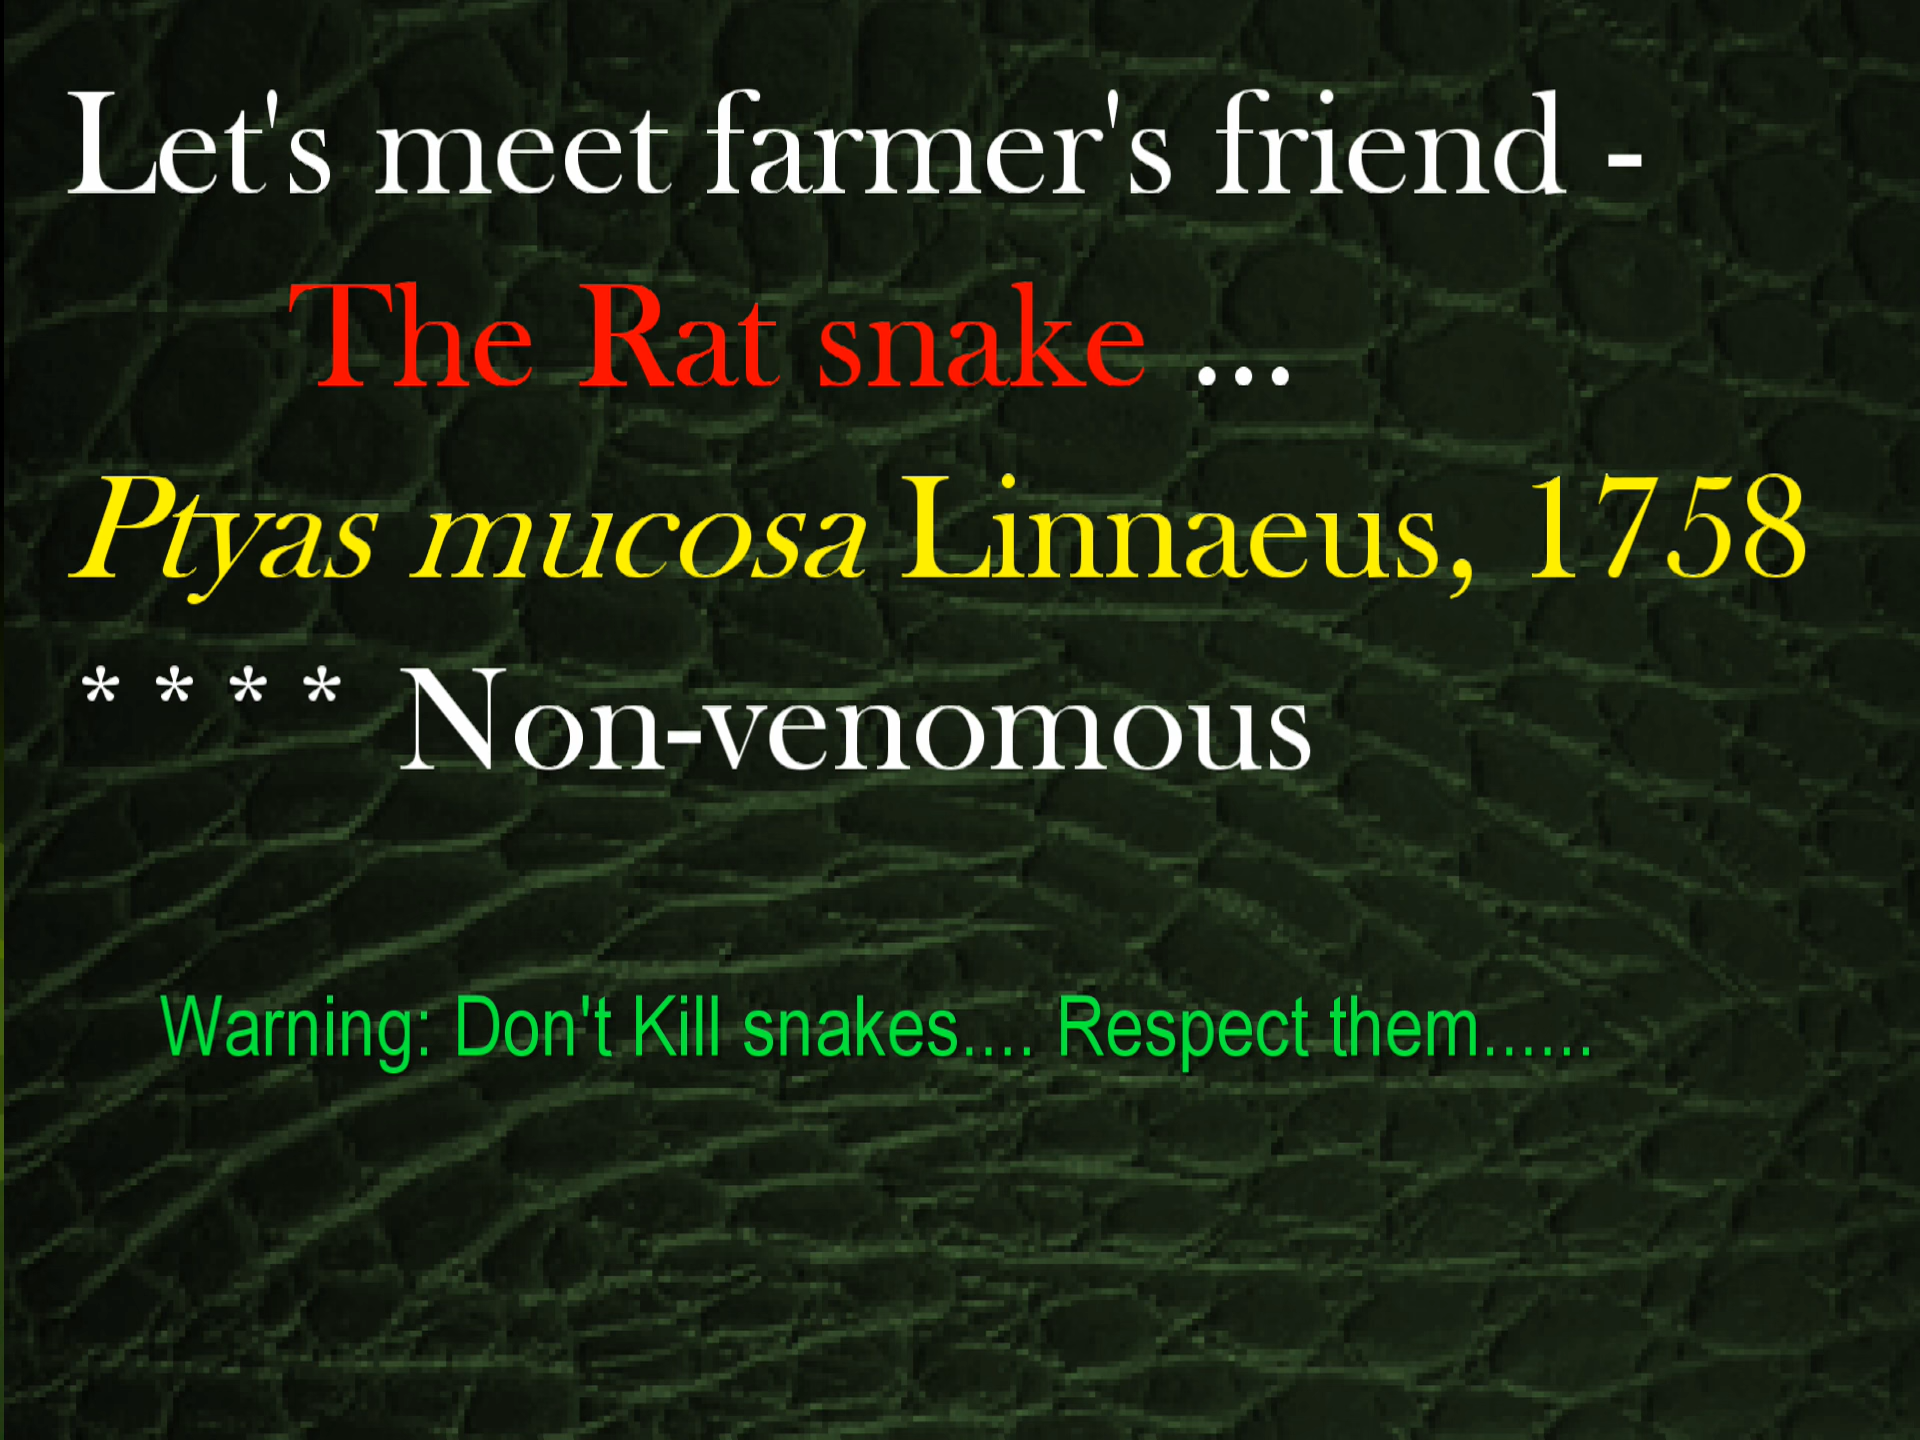 Let's meet farmer's friend -
The Rat snake ...
Ptyas mucosa Linnaeus, 1758
* * * * Non-venomous
Warning: Don't Kill snakes.... Respect them......